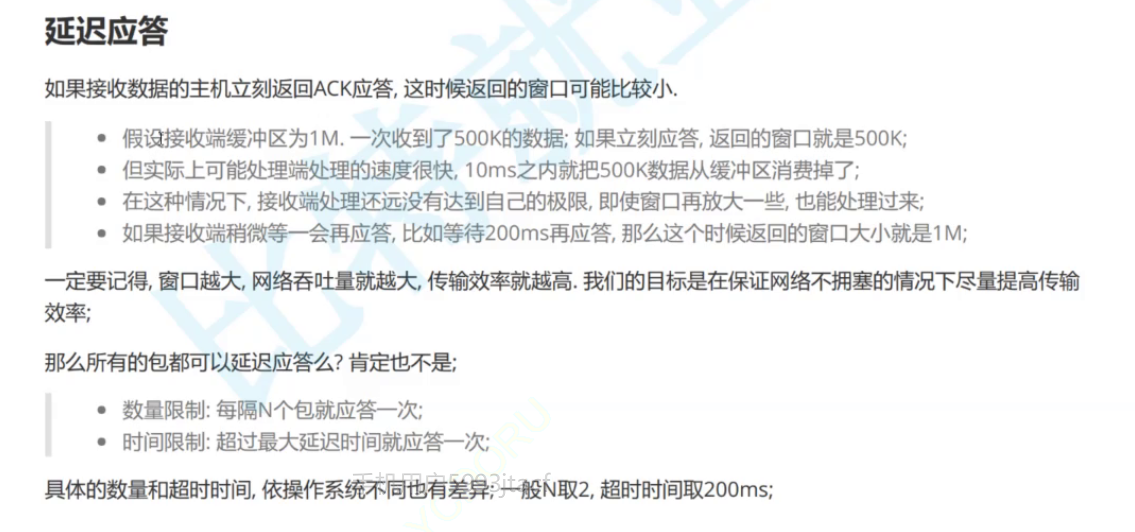 延迟应答
如果接收数据的主机立刻返回ACK应答, 这时候返回的窗口可能比较小.
假设接收端缓冲区为1M. 一次收到了500K的数据; 如果立刻应答, 返回的窗口就是500K;
但实际上可能处理端处理的速度很快, 10ms之内就把500K数据从缓冲区消费掉了;
在这种情况下, 接收端处理还远没有达到自己的极限, 即使窗口再放大一些, 也能处理过来;
如果接收端稍微等一会再应答, 比如等待200ms再应答, 那么这个时候返回的窗口大小就是1M;
一定要记得, 窗口越大, 网络吞吐量就越大, 传输效率就越高. 我们的目标是在保证网络不拥塞的情况下尽量提高传输
效率;
那么所有的包都可以延迟应答么? 肯定也不是;
数量限制: 每隔N个包就应答一次;
时间限制: 超过最大延迟时间就应答一次;
具体的数量和超时时间, 依操作系统不同也有差异; 一般N取2, 超时时间取200ms;
比特就业